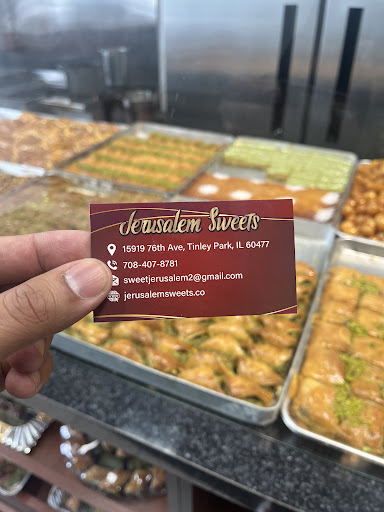 Jerusalem Sweets
15919 76th Ave, Tinley Park, IL 60477
708-407-8781
sweetjerusalem2@gmail.com
jerusalemsweets.co